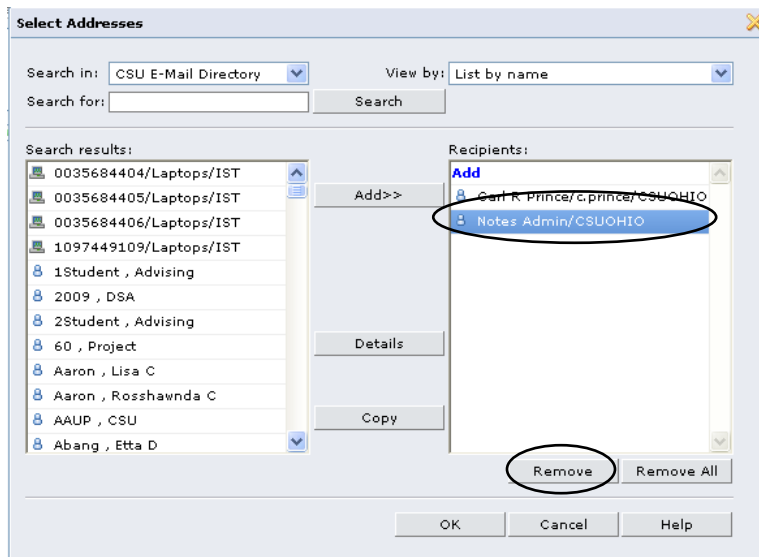 Select Addresses
Search in: CSU E-Mail Directory View by: List by name
Search for: Search
Search results: Recipients:
0035684404/Laptops/IST
0035684405/Laptops/IST
0035684406/Laptops/IST
1097449109/Laptops/IST
1Student , Advising
2009 , DSA
2Student , Advising
60 , Project
Aaron , Lisa C
Aaron , Rosshawnda C
AAUP , CSU
Abang , Etta D
Add>>
Details
Copy
Add
Carl R Prince/c.prince/CSUOHIO
Notes Admin/CSUOHIO
Remove Remove All
OK Cancel Help